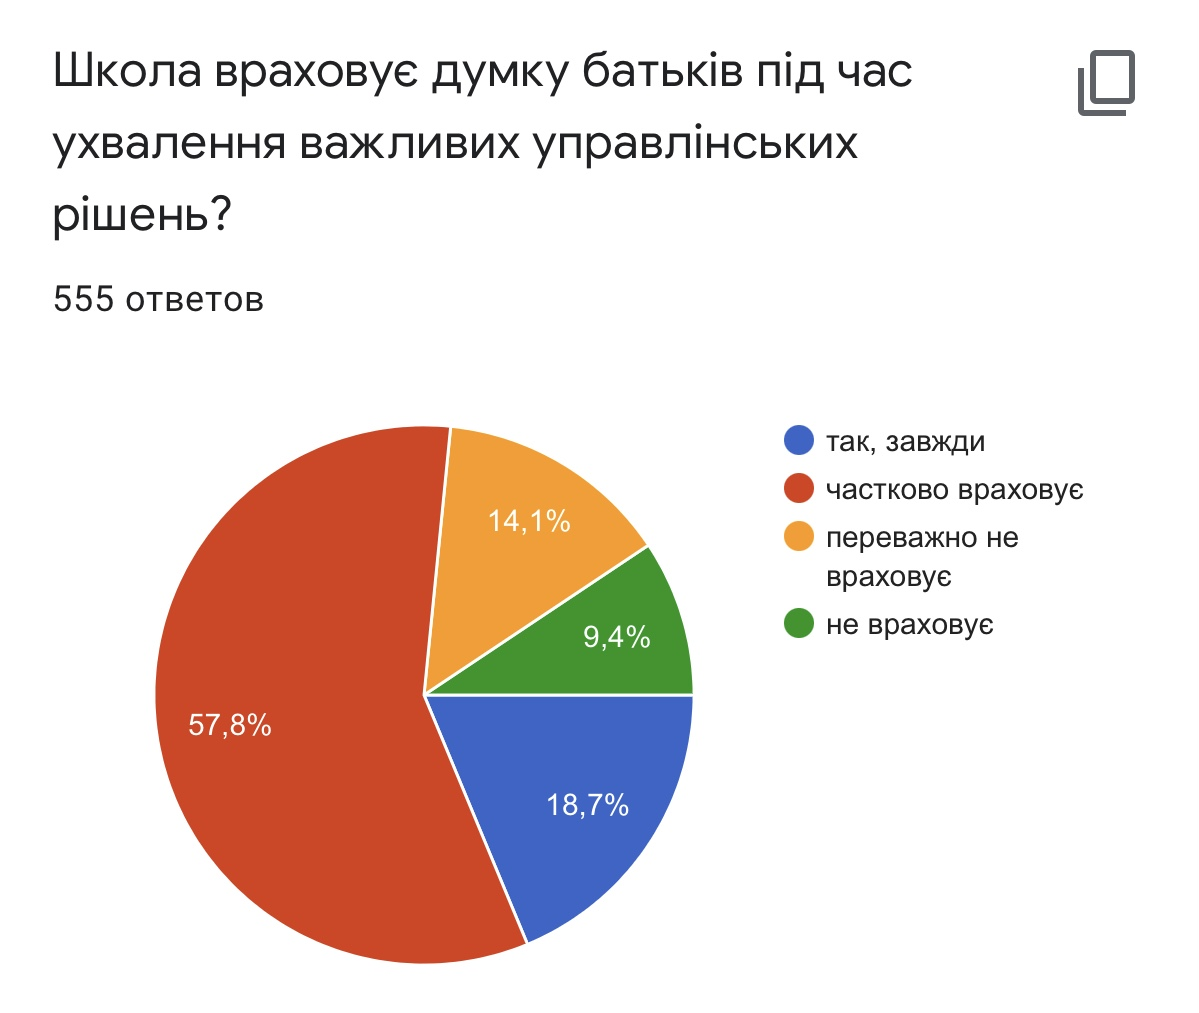 Школа враховує думку батьків під час
ухвалення важливих управлінських
рішень?
555 ответов
так, завжди
частково враховує
переважно не
враховує
не враховує
14,1%
9,4%
57,8%
18,7%